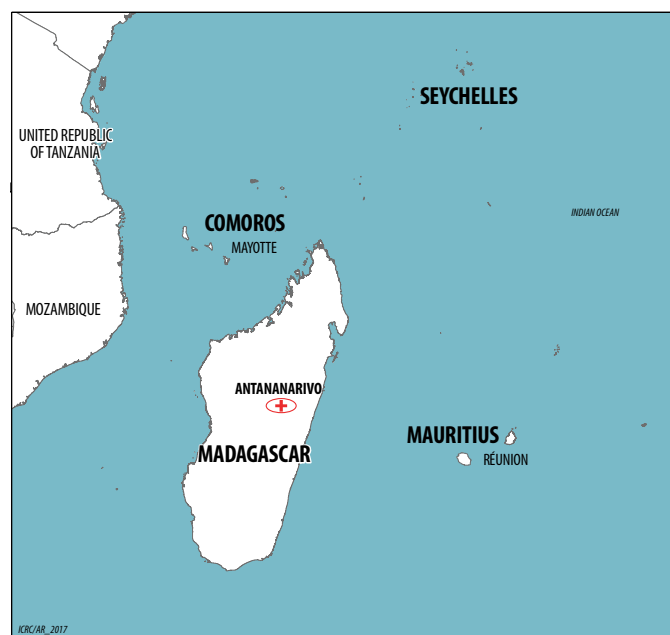 SEYCHELLES
UNITED REPUBLIC
OF TANZANIA
INDIAN OCEAN
COMOROS
MAYOTTE
MOZAMBIQUE
ANTANANARIVO
MADAGASCAR
MAURITIUS
RÉUNION
ICRC/AR_2017